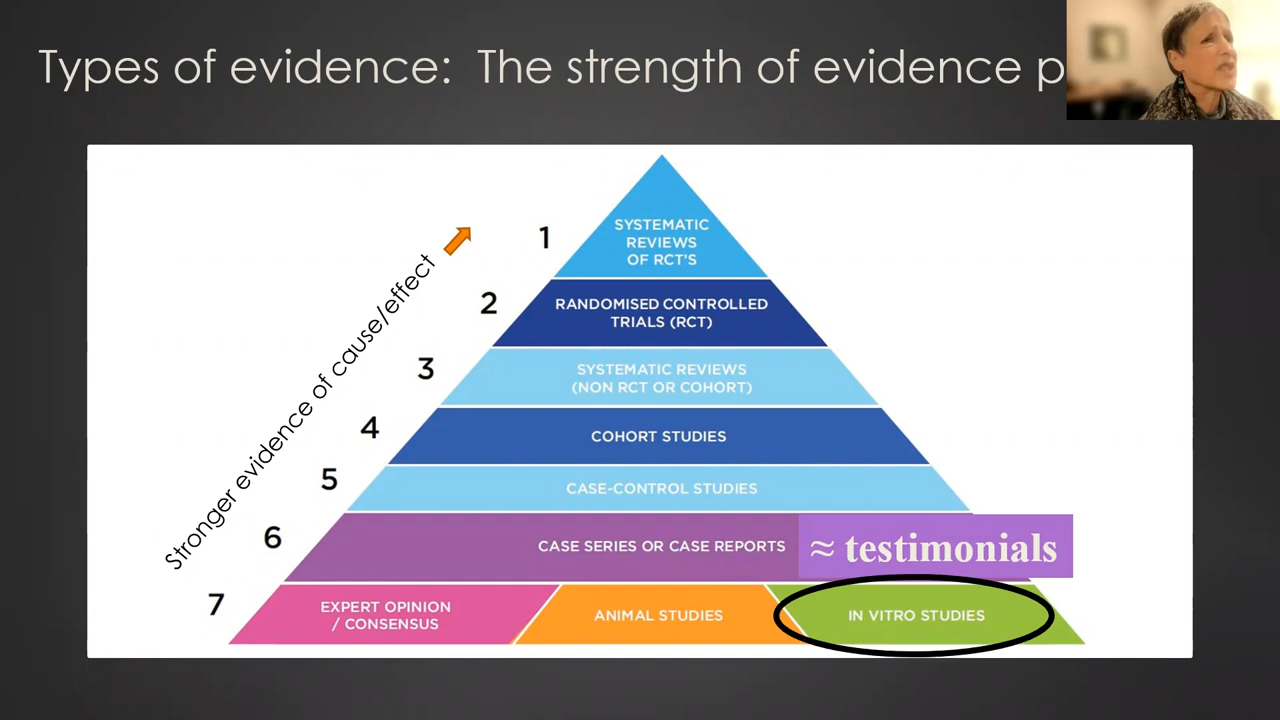 Types of evidence: The strength of evidence p
Stronger evidence of cause/effect
1
SYSTEMATIC
REVIEWS
OF RCT'S
2
RANDOMISED CONTROLLED
TRIALS (RCT)
3
SYSTEMATIC REVIEWS
(NON RCT OR COHORT)
4
COHORT STUDIES
5
CASE-CONTROL STUDIES
6
CASE SERIES OR CASE REPORTS
≈ testimonials
7
EXPERT OPINION
/ CONSENSUS
ANIMAL STUDIES
IN VITRO STUDIES